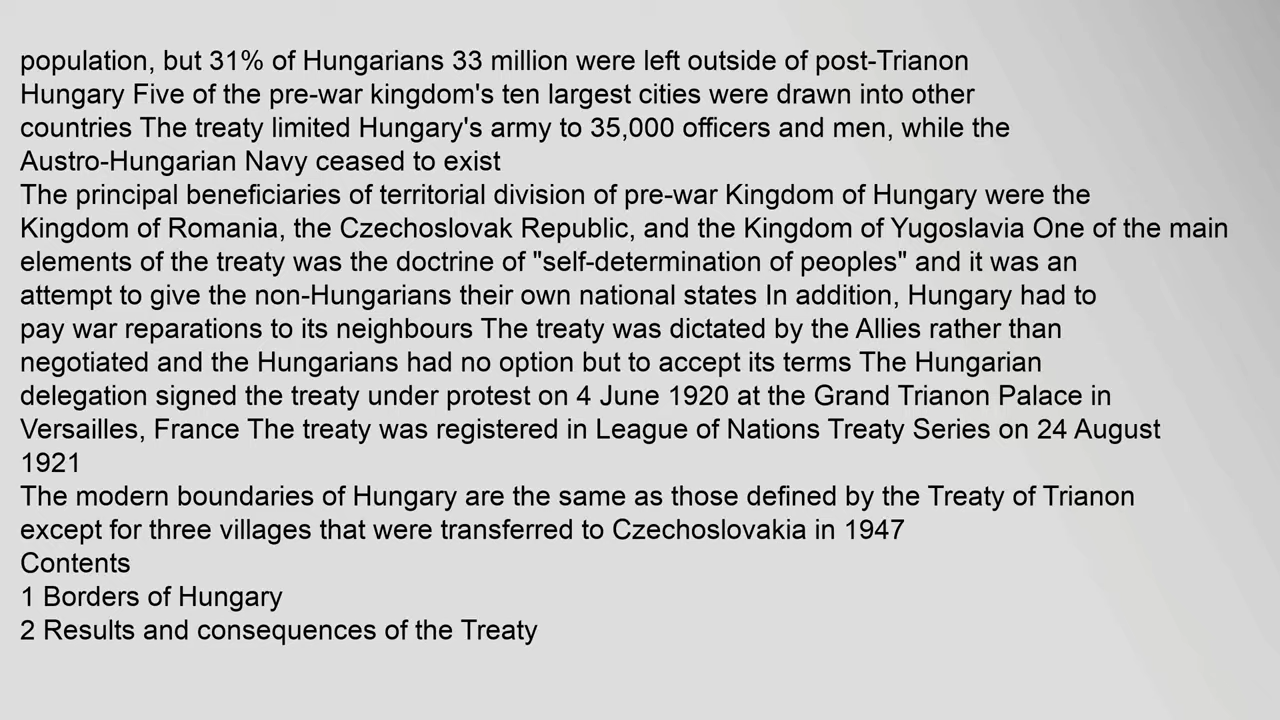 population, but 31% of Hungarians 33 million were left outside of post-Trianon
Hungary Five of the pre-war kingdom's ten largest cities were drawn into other
countries The treaty limited Hungary's army to 35,000 officers and men, while the
Austro-Hungarian Navy ceased to exist
The principal beneficiaries of territorial division of pre-war Kingdom of Hungary were the
Kingdom of Romania, the Czechoslovak Republic, and the Kingdom of Yugoslavia One of the main
elements of the treaty was the doctrine of "self-determination of peoples" and it was an
attempt to give the non-Hungarians their own national states In addition, Hungary had to
pay war reparations to its neighbours The treaty was dictated by the Allies rather than
negotiated and the Hungarians had no option but to accept its terms The Hungarian
delegation signed the treaty under protest on 4 June 1920 at the Grand Trianon Palace in
Versailles, France The treaty was registered in League of Nations Treaty Series on 24 August
1921
The modern boundaries of Hungary are the same as those defined by the Treaty of Trianon
except for three villages that were transferred to Czechoslovakia in 1947
Contents
1 Borders of Hungary
2 Results and consequences of the Treaty